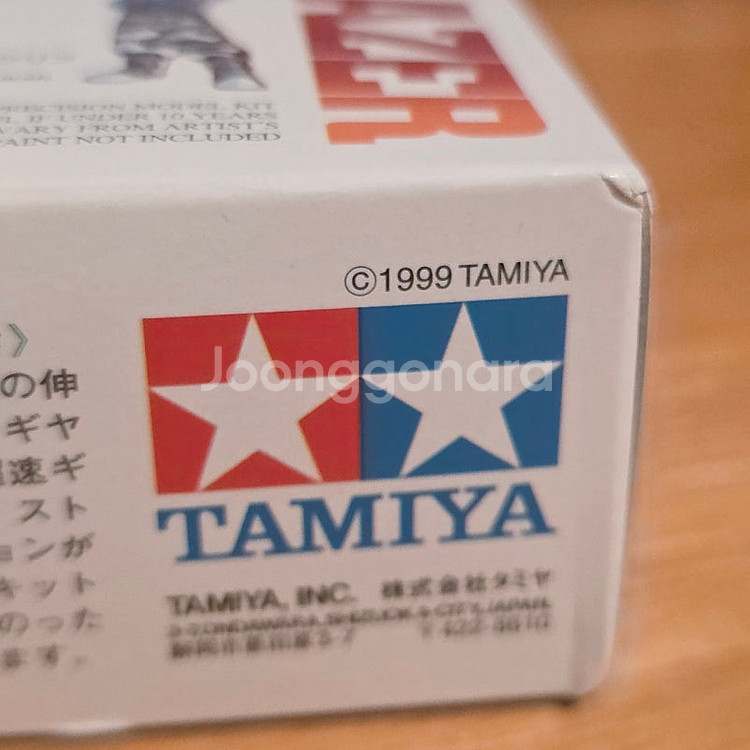 PRECISION MODEL KIT
IF UNDER 10 YEARS
VARY FROM ARTIST'S
PAINT NOT INCLUDED
©1999 TAMIYA
Joonggonara
》
の伸
ギヤ
速ギ
スト
ョンが
キット
のった
ます。
TAMIYA
TAMIYA, INC. 株式会社タミヤ